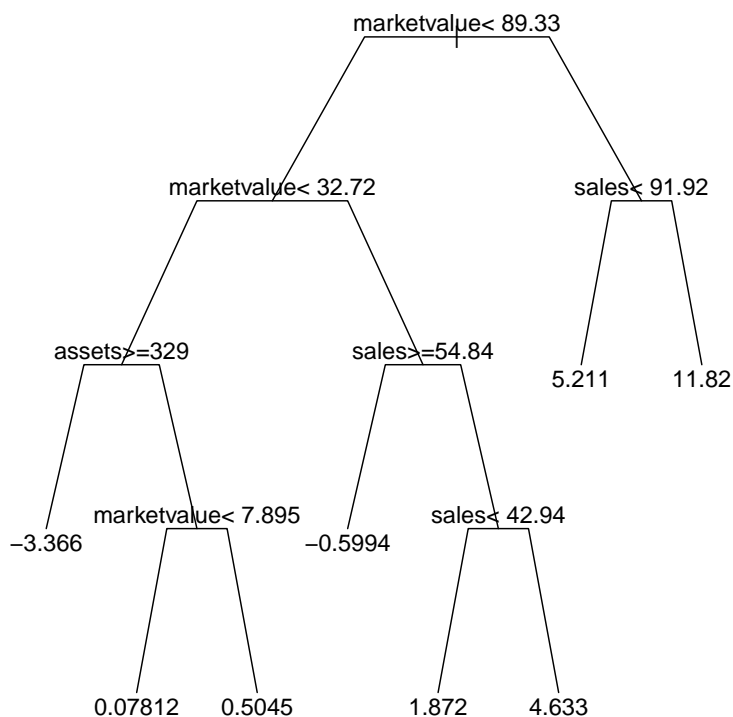 marketvalue< 89.33
marketvalue< 32.72
sales< 91.92
assets>=329
sales>=54.84
5.211
11.82
−3.366
marketvalue< 7.895
−0.5994
sales< 42.94
0.07812
0.5045
1.872
4.633